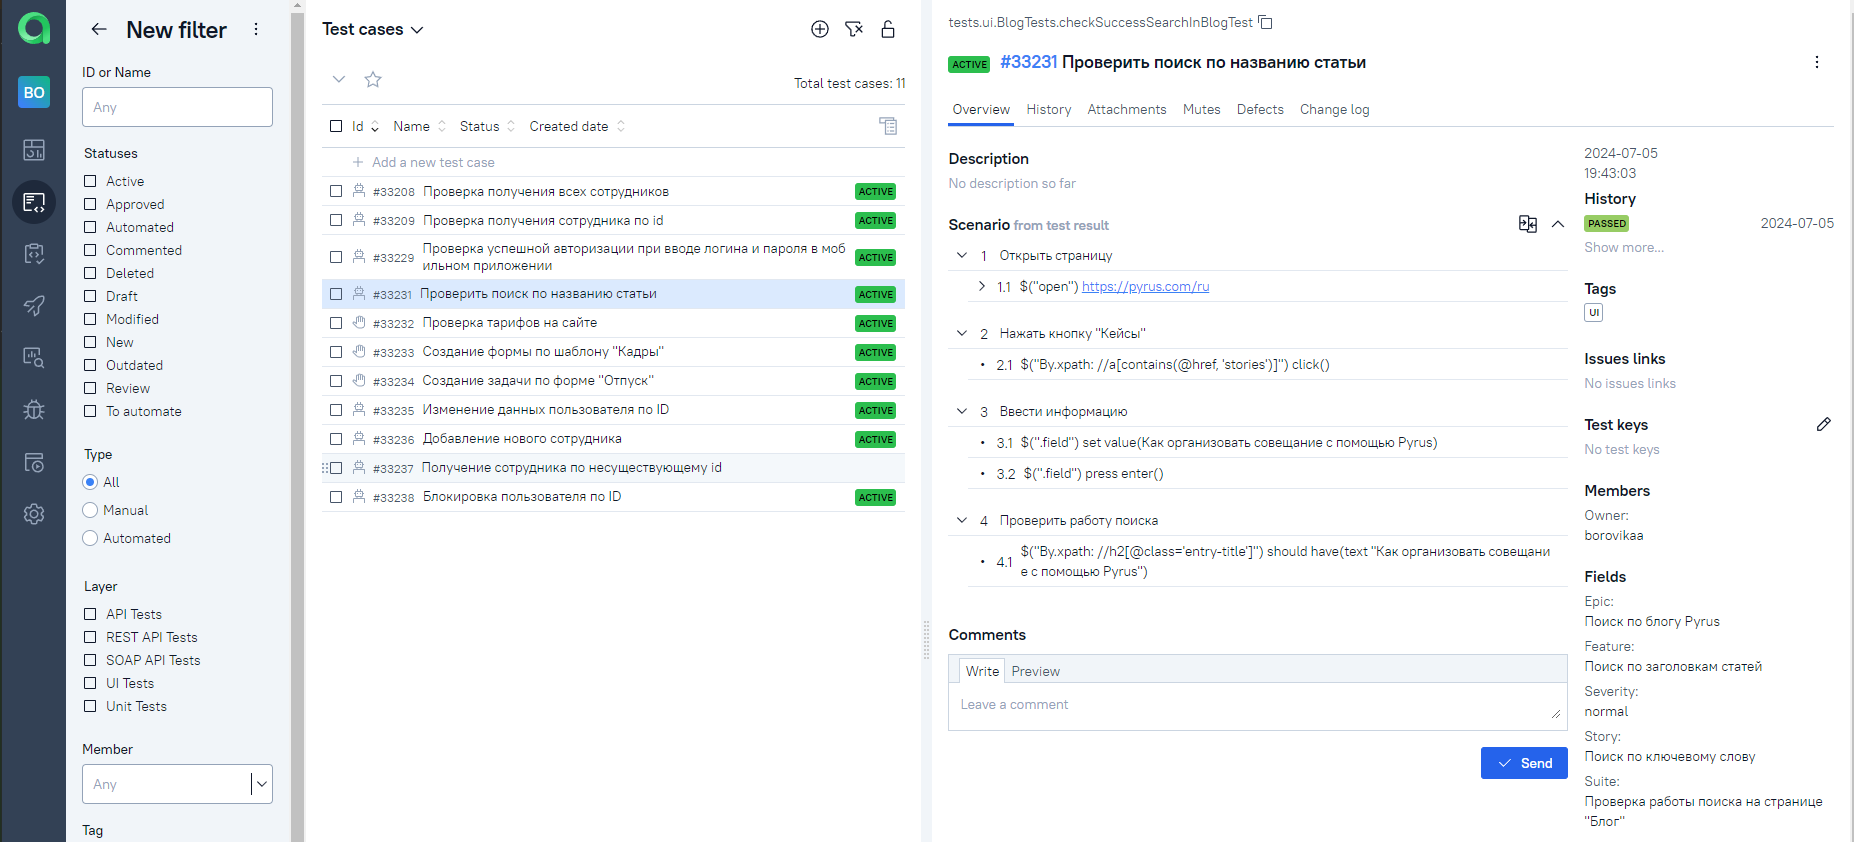 BO
New filter
ID or Name
Any
Statuses
Active
Approved
Automated
Commented
Deleted
Draft
Modified
New
Outdated
Review
To automate
Type
All
Manual
Automated
Layer
API Tests
REST API Tests
SOAP API Tests
UI Tests
Unit Tests
Member
Any
Tag
Test cases
Total test cases: 11
Id Name Status Created date
Add a new test case
#33208 Проверка получения всех сотрудников ACTIVE
#33209 Проверка получения сотрудника по id ACTIVE
#33229 Проверка успешной авторизации при вводе логина и пароля в моб
ильном приложении ACTIVE
#33231 Проверить поиск по названию статьи ACTIVE
#33232 Проверка тарифов на сайте ACTIVE
#33233 Создание формы по шаблону "Кадры" ACTIVE
#33234 Создание задачи по форме "Отпуск" ACTIVE
#33235 Изменение данных пользователя по ID ACTIVE
#33236 Добавление нового сотрудника ACTIVE
#33237 Получение сотрудника по несуществующему id
#33238 Блокировка пользователя по ID ACTIVE
tests.ui.BlogTests.checkSuccessSearchInBlogTest
ACTIVE #33231 Проверить поиск по названию статьи
Overview History Attachments Mutes Defects Change log
Description
No description so far
Scenario from test result
1 Открыть страницу
1.1 $("open") https://pyrus.com/ru
2 Нажать кнопку "Кейсы"
2.1 $("By.xpath: //a[contains(@href, 'stories')]") click()
3 Ввести информацию
3.1 $(".field") set value(Как организовать совещание с помощью Pyrus)
3.2 $(".field") press enter()
4 Проверить работу поиска
4.1 $("By.xpath: //h2[@class='entry-title']") should have(text "Как организовать совещани
е с помощью Pyrus")
Comments
Write Preview
Leave a comment
Send
2024-07-05
19:43:03
History
PASSED 2024-07-05
Show more...
Tags
UI
Issues links
No issues links
Test keys
No test keys
Members
Owner:
borovikaa
Fields
Epic:
Поиск по блогу Pyrus
Feature:
Поиск по заголовкам статей
Severity:
normal
Story:
Поиск по ключевому слову
Suite:
Проверка работы поиска на странице
"Блог"